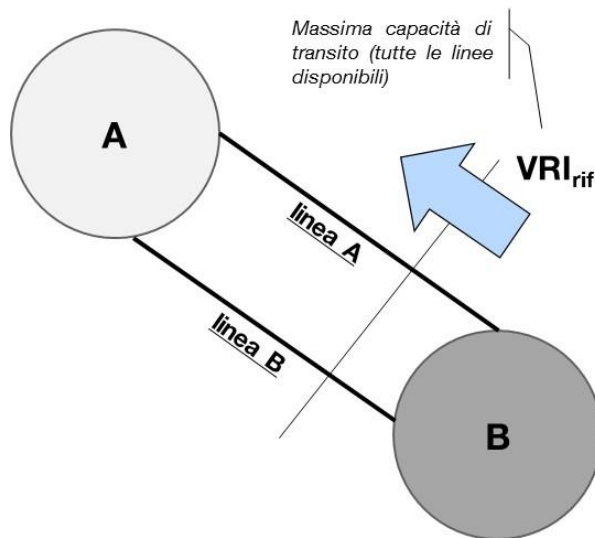 Massima capacità di
transito (tutte le linee
disponibili)
A
VRIrif
linea A
linea B
B